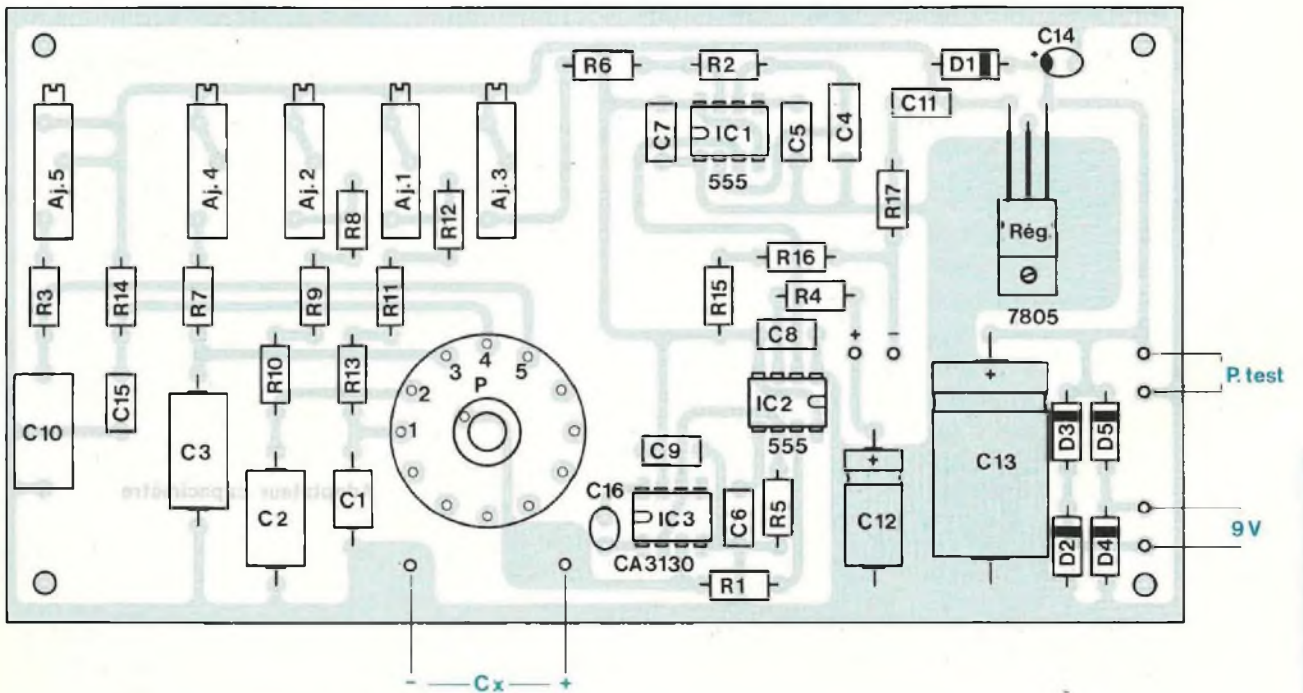 C14
+
D1
R6
R2
C11
C7
IC1
C5
C4
555
Aj.5
Aj.4
Aj.2
Aj.1
Aj.3
R8
R12
R17
Rég.
7805
R3
R14
R7
R9
R11
R15
R16
R4
C8
+
-
P. test
R10
R13
3
4
5
P
2
1
C10
C15
C3
C2
C1
IC2
555
C9
C16
IC3
C6
R5
CA3130
R1
+
C12
+
C13
D3
D5
D2
D4
9V
Adaptateur capacimètre
- Cx +